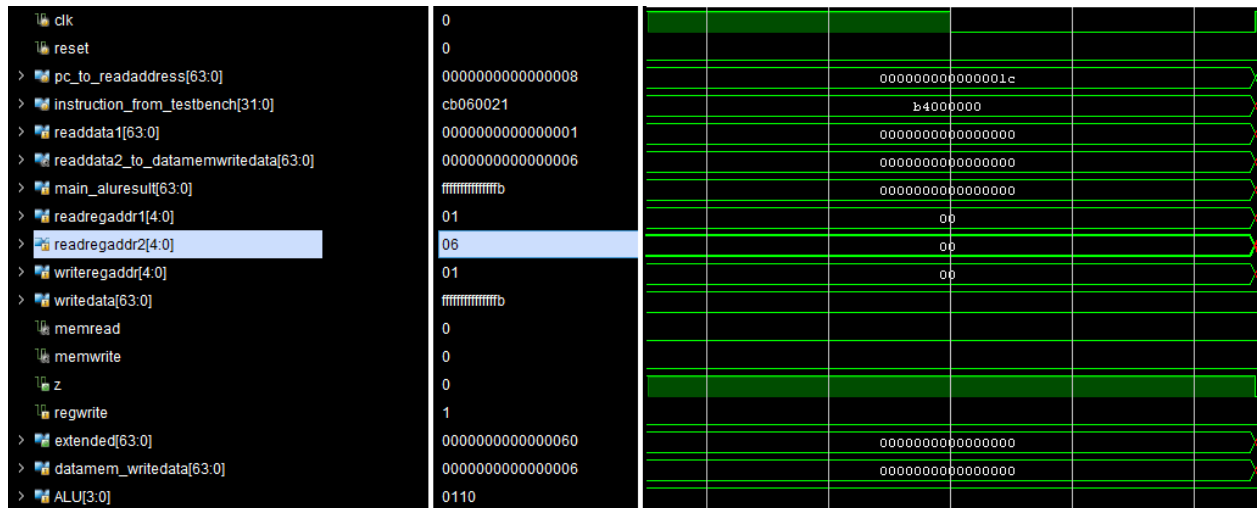 clk 0
reset 0
pc_to_readaddress[63:0] 0000000000000008 000000000000001c
instruction_from_testbench[31:0] cb060021 b4000000
readdata1[63:0] 0000000000000001 0000000000000000
readdata2_to_datamemwritedata[63:0] 0000000000000006 0000000000000000
main_aluresult[63:0] fffffffffffffffb 0000000000000000
readregaddr1[4:0] 01 00
readregaddr2[4:0] 06 00
writeregaddr[4:0] 01 00
writedata[63:0] fffffffffffffffb
memread 0
memwrite 0
z 0
regwrite 1
extended[63:0] 0000000000000060 0000000000000000
datamem_writedata[63:0] 0000000000000006 0000000000000000
ALU[3:0] 0110